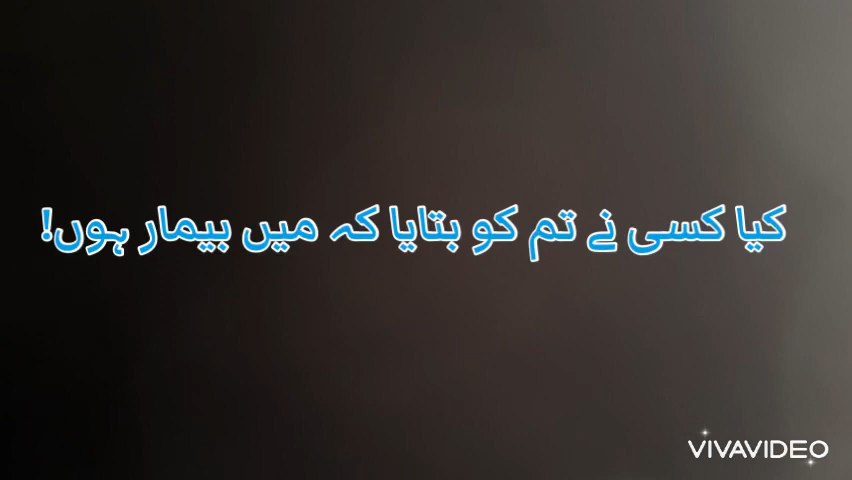 کیا کسی نے تم کو بتایا کہ میں بیمار ہوں!
VIVAVIDEO